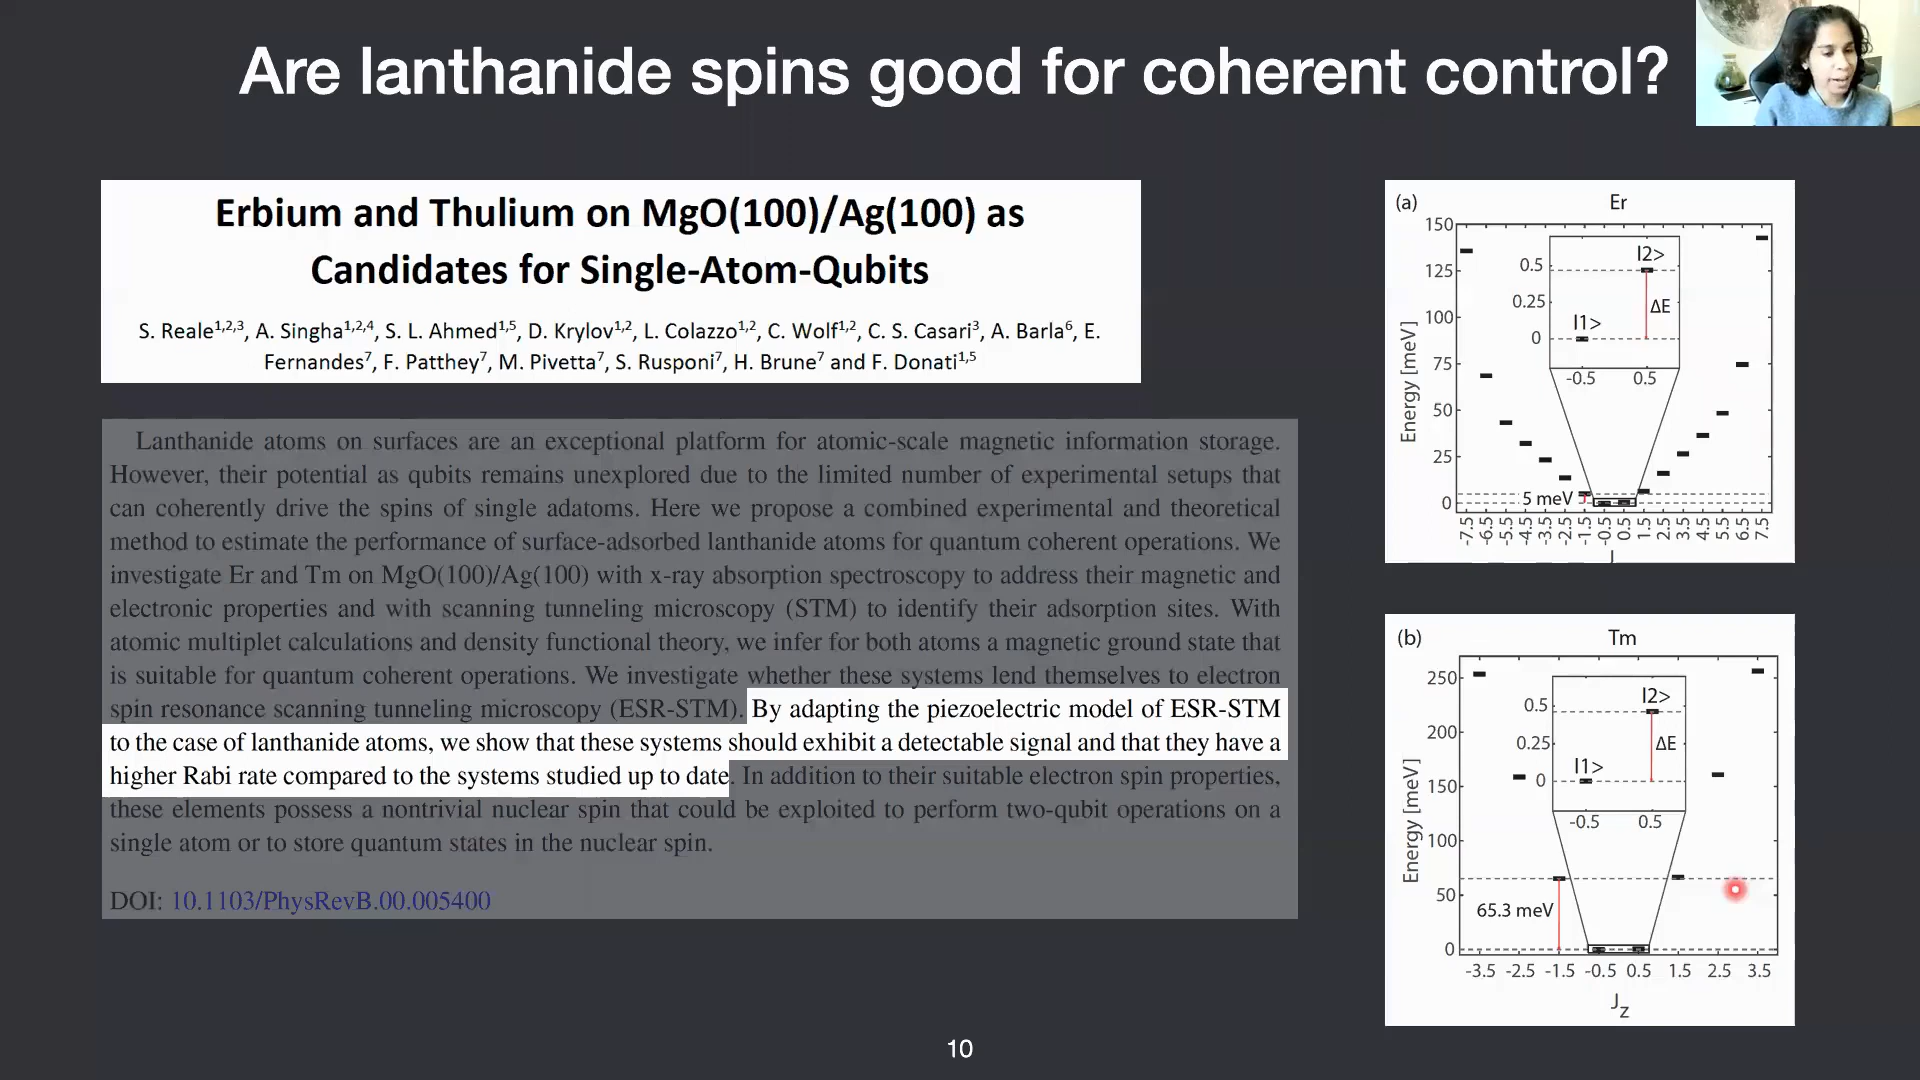 Are lanthanide spins good for coherent control?
Erbium and Thulium on MgO(100)/Ag(100) as
Candidates for Single-Atom-Qubits
S. Reale1,2,3, A. Singha1,2,4, S. L. Ahmed1,5, D. Krylov1,2, L. Colazzo1,2, C. Wolf1,2, C. S. Casari3, A. Barla6, E.
Fernandes7, F. Patthey7, M. Pivetta7, S. Rusponi7, H. Brune7 and F. Donati1,5
Lanthanide atoms on surfaces are an exceptional platform for atomic-scale magnetic information storage.
However, their potential as qubits remains unexplored due to the limited number of experimental setups that
can coherently drive the spins of single adatoms. Here we propose a combined experimental and theoretical
method to estimate the performance of surface-adsorbed lanthanide atoms for quantum coherent operations. We
investigate Er and Tm on MgO(100)/Ag(100) with x-ray absorption spectroscopy to address their magnetic and
electronic properties and with scanning tunneling microscopy (STM) to identify their adsorption sites. With
atomic multiplet calculations and density functional theory, we infer for both atoms a magnetic ground state that
is suitable for quantum coherent operations. We investigate whether these systems lend themselves to electron
spin resonance scanning tunneling microscopy (ESR-STM). By adapting the piezoelectric model of ESR-STM
to the case of lanthanide atoms, we show that these systems should exhibit a detectable signal and that they have a
higher Rabi rate compared to the systems studied up to date. In addition to their suitable electron spin properties,
these elements possess a nontrivial nuclear spin that could be exploited to perform two-qubit operations on a
single atom or to store quantum states in the nuclear spin.
DOI: 10.1103/PhysRevB.00.005400
(a) Er
150
125
100
75
50
25
0
Energy [meV]
0.5
0.25
0
|2>
|1>
ΔE
-0.5 0.5
5 meV
-7.5 -6.5 -5.5 -4.5 -3.5 -2.5 -1.5 -0.5 0.5 1.5 2.5 3.5 4.5 5.5 6.5 7.5
(b) Tm
250
200
150
100
50
0
Energy [meV]
0.5
0.25
0
|2>
|1>
ΔE
-0.5 0.5
65.3 meV
-3.5 -2.5 -1.5 -0.5 0.5 1.5 2.5 3.5
Jz
10